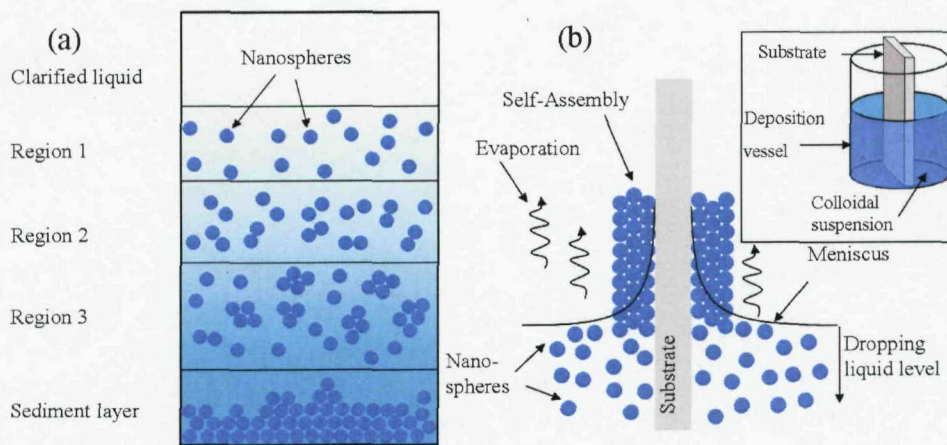 (a)
Clarified liquid
Nanospheres
Region 1
Region 2
Region 3
Sediment layer
(b)
Self-Assembly
Evaporation
Substrate
Deposition
vessel
Colloidal
suspension
Meniscus
Nano-
spheres
Substrate
Dropping
liquid level